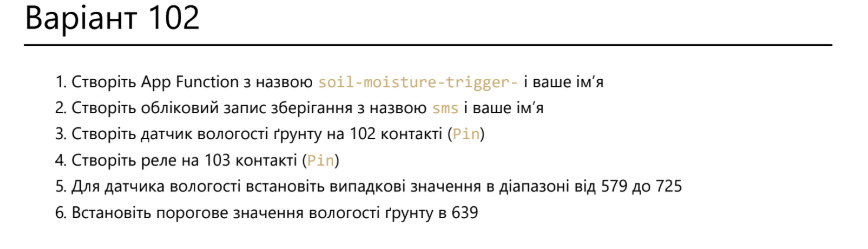 Варіант 102
1. Створіть App Function з назвою soil-moisture-trigger- і ваше ім’я
2. Створіть обліковий запис зберігання з назвою sms і ваше ім’я
3. Створіть датчик вологості ґрунту на 102 контакті (Pin)
4. Створіть реле на 103 контакті (Pin)
5. Для датчика вологості встановіть випадкові значення в діапазоні від 579 до 725
6. Встановіть порогове значення вологості ґрунту в 639